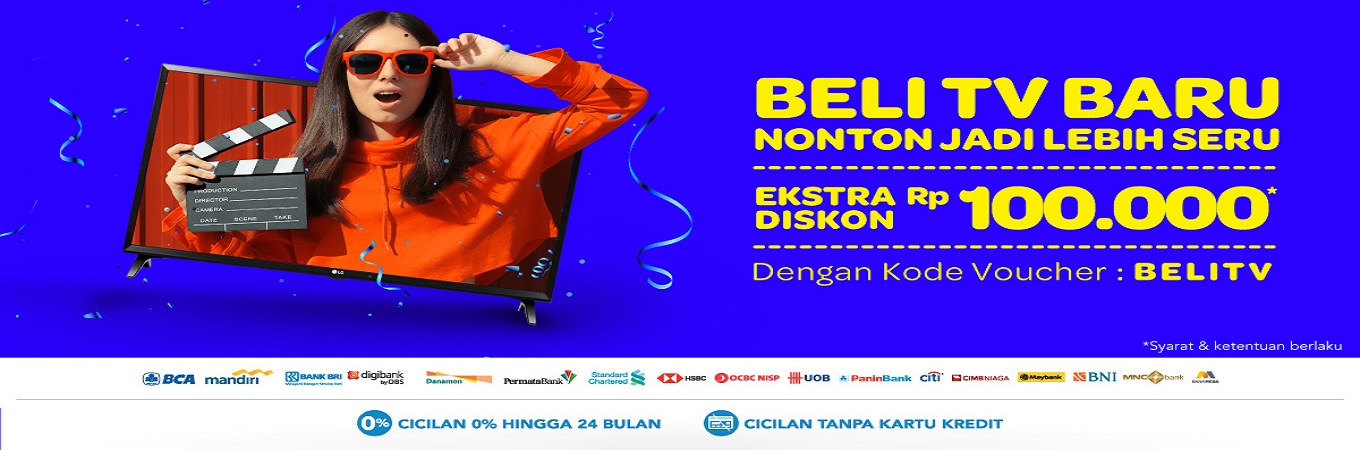 BELI TV BARU
NONTON JADI LEBIH SERU
EKSTRA DISKON Rp 100.000*
Dengan Kode Voucher : BELITV
*Syarat & ketentuan berlaku
PRODUCTION
DIRECTOR
CAMERA
DATE SCENE TAKE
LG
BCA mandiri BANK BRI digibank by DBS Danamon PermataBank Standard Chartered HSBC OCBC NISP UOB PaninBank citi CIMB NIAGA Maybank BNI MNC bank
0% CICILAN 0% HINGGA 24 BULAN CICILAN TANPA KARTU KREDIT